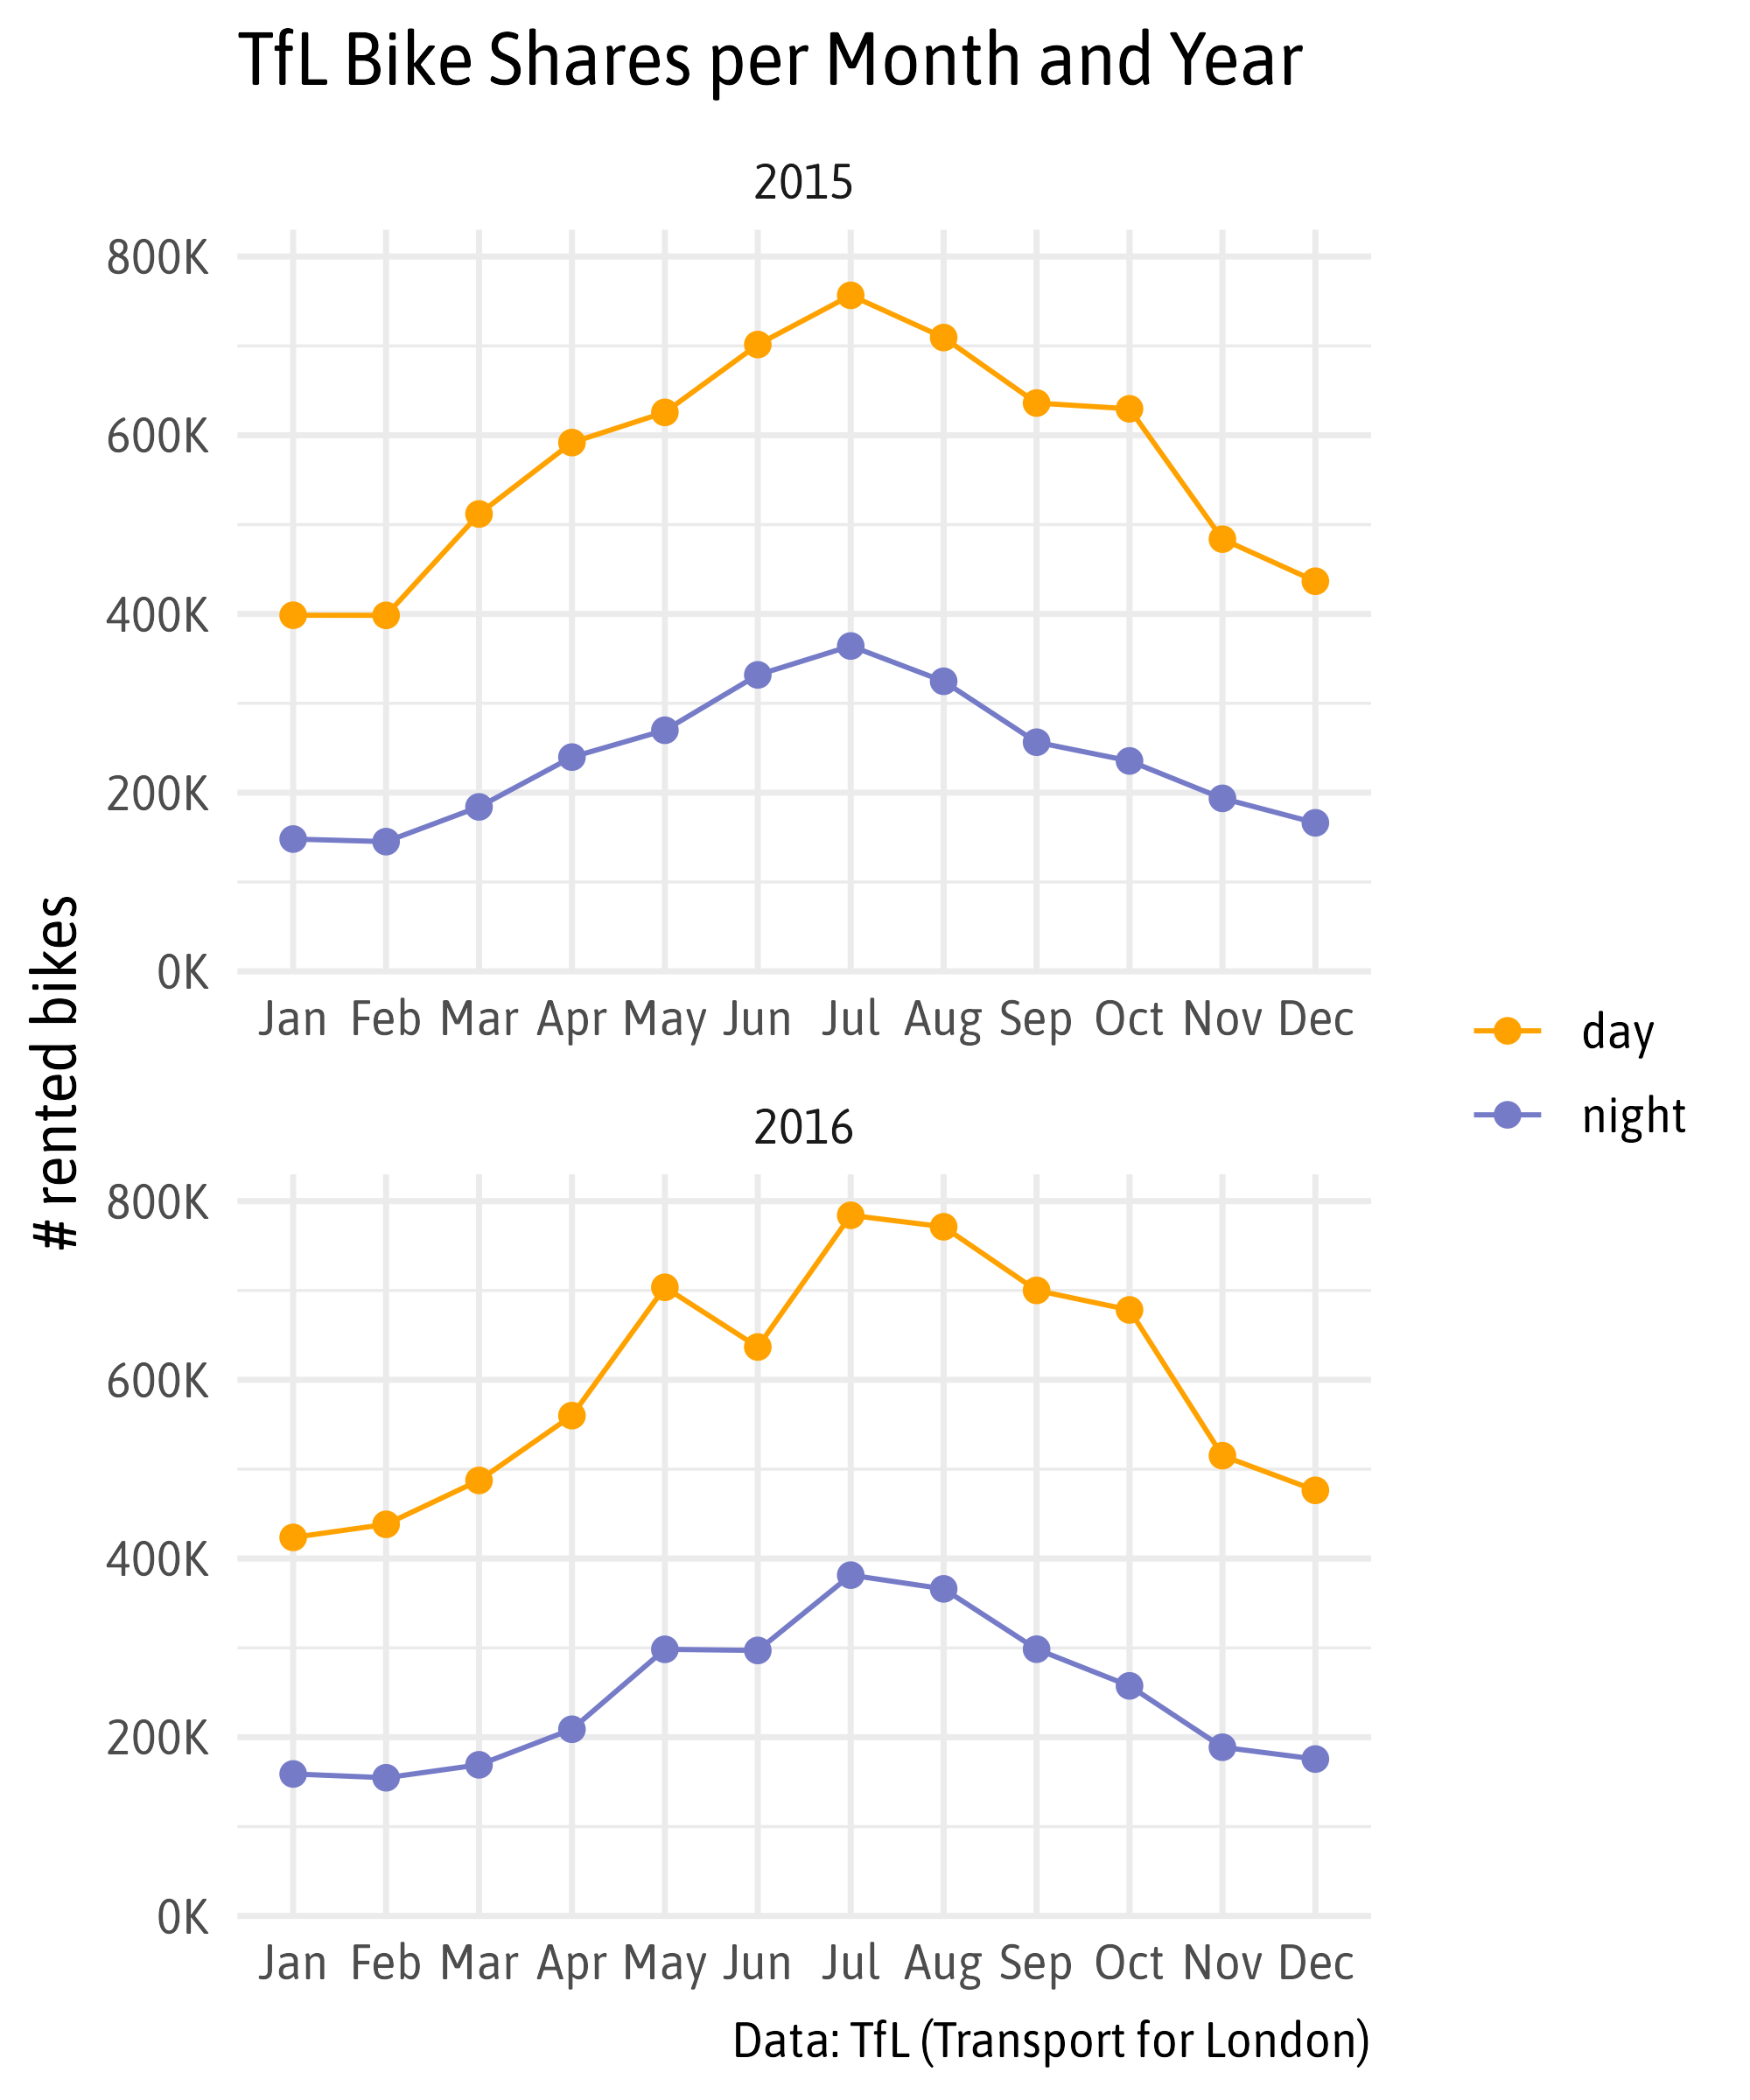 TfL Bike Shares per Month and Year
2015
800K
600K
400K
200K
0K
Jan Feb Mar Apr May Jun Jul Aug Sep Oct Nov Dec
# rented bikes
day
night
2016
800K
600K
400K
200K
0K
Jan Feb Mar Apr May Jun Jul Aug Sep Oct Nov Dec
Data: TfL (Transport for London)